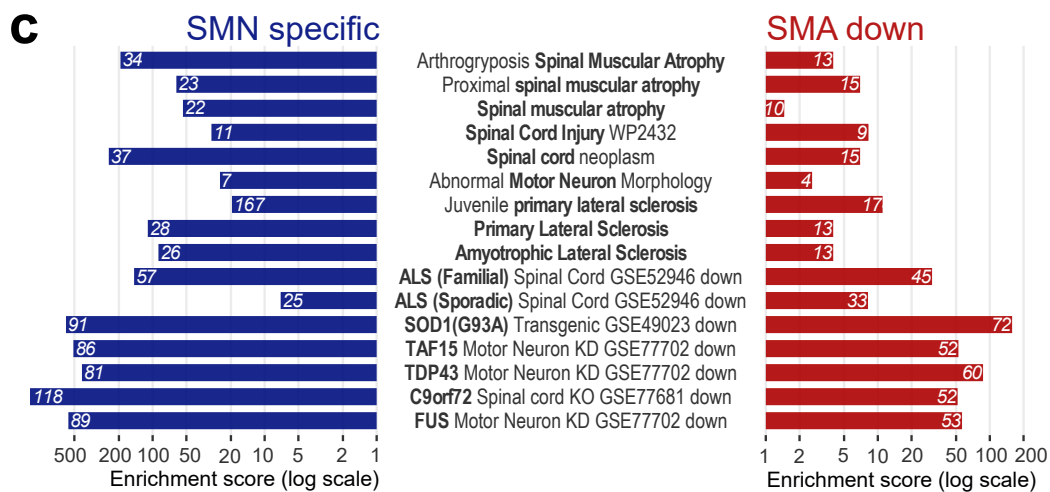 C
SMN specific SMA down
34 Arthrogryposis Spinal Muscular Atrophy 13
23 Proximal spinal muscular atrophy 15
22 Spinal muscular atrophy 10
11 Spinal Cord Injury WP2432 9
37 Spinal cord neoplasm 15
7 Abnormal Motor Neuron Morphology 4
167 Juvenile primary lateral sclerosis 17
28 Primary Lateral Sclerosis 13
26 Amyotrophic Lateral Sclerosis 13
57 ALS (Familial) Spinal Cord GSE52946 down 45
25 ALS (Sporadic) Spinal Cord GSE52946 down 33
91 SOD1(G93A) Transgenic GSE49023 down 72
86 TAF15 Motor Neuron KD GSE77702 down 52
81 TDP43 Motor Neuron KD GSE77702 down 60
118 C9orf72 Spinal cord KO GSE77681 down 52
89 FUS Motor Neuron KD GSE77702 down 53
500 200 100 50 20 10 5 2 1 1 2 5 10 20 50 100 200
Enrichment score (log scale) Enrichment score (log scale)